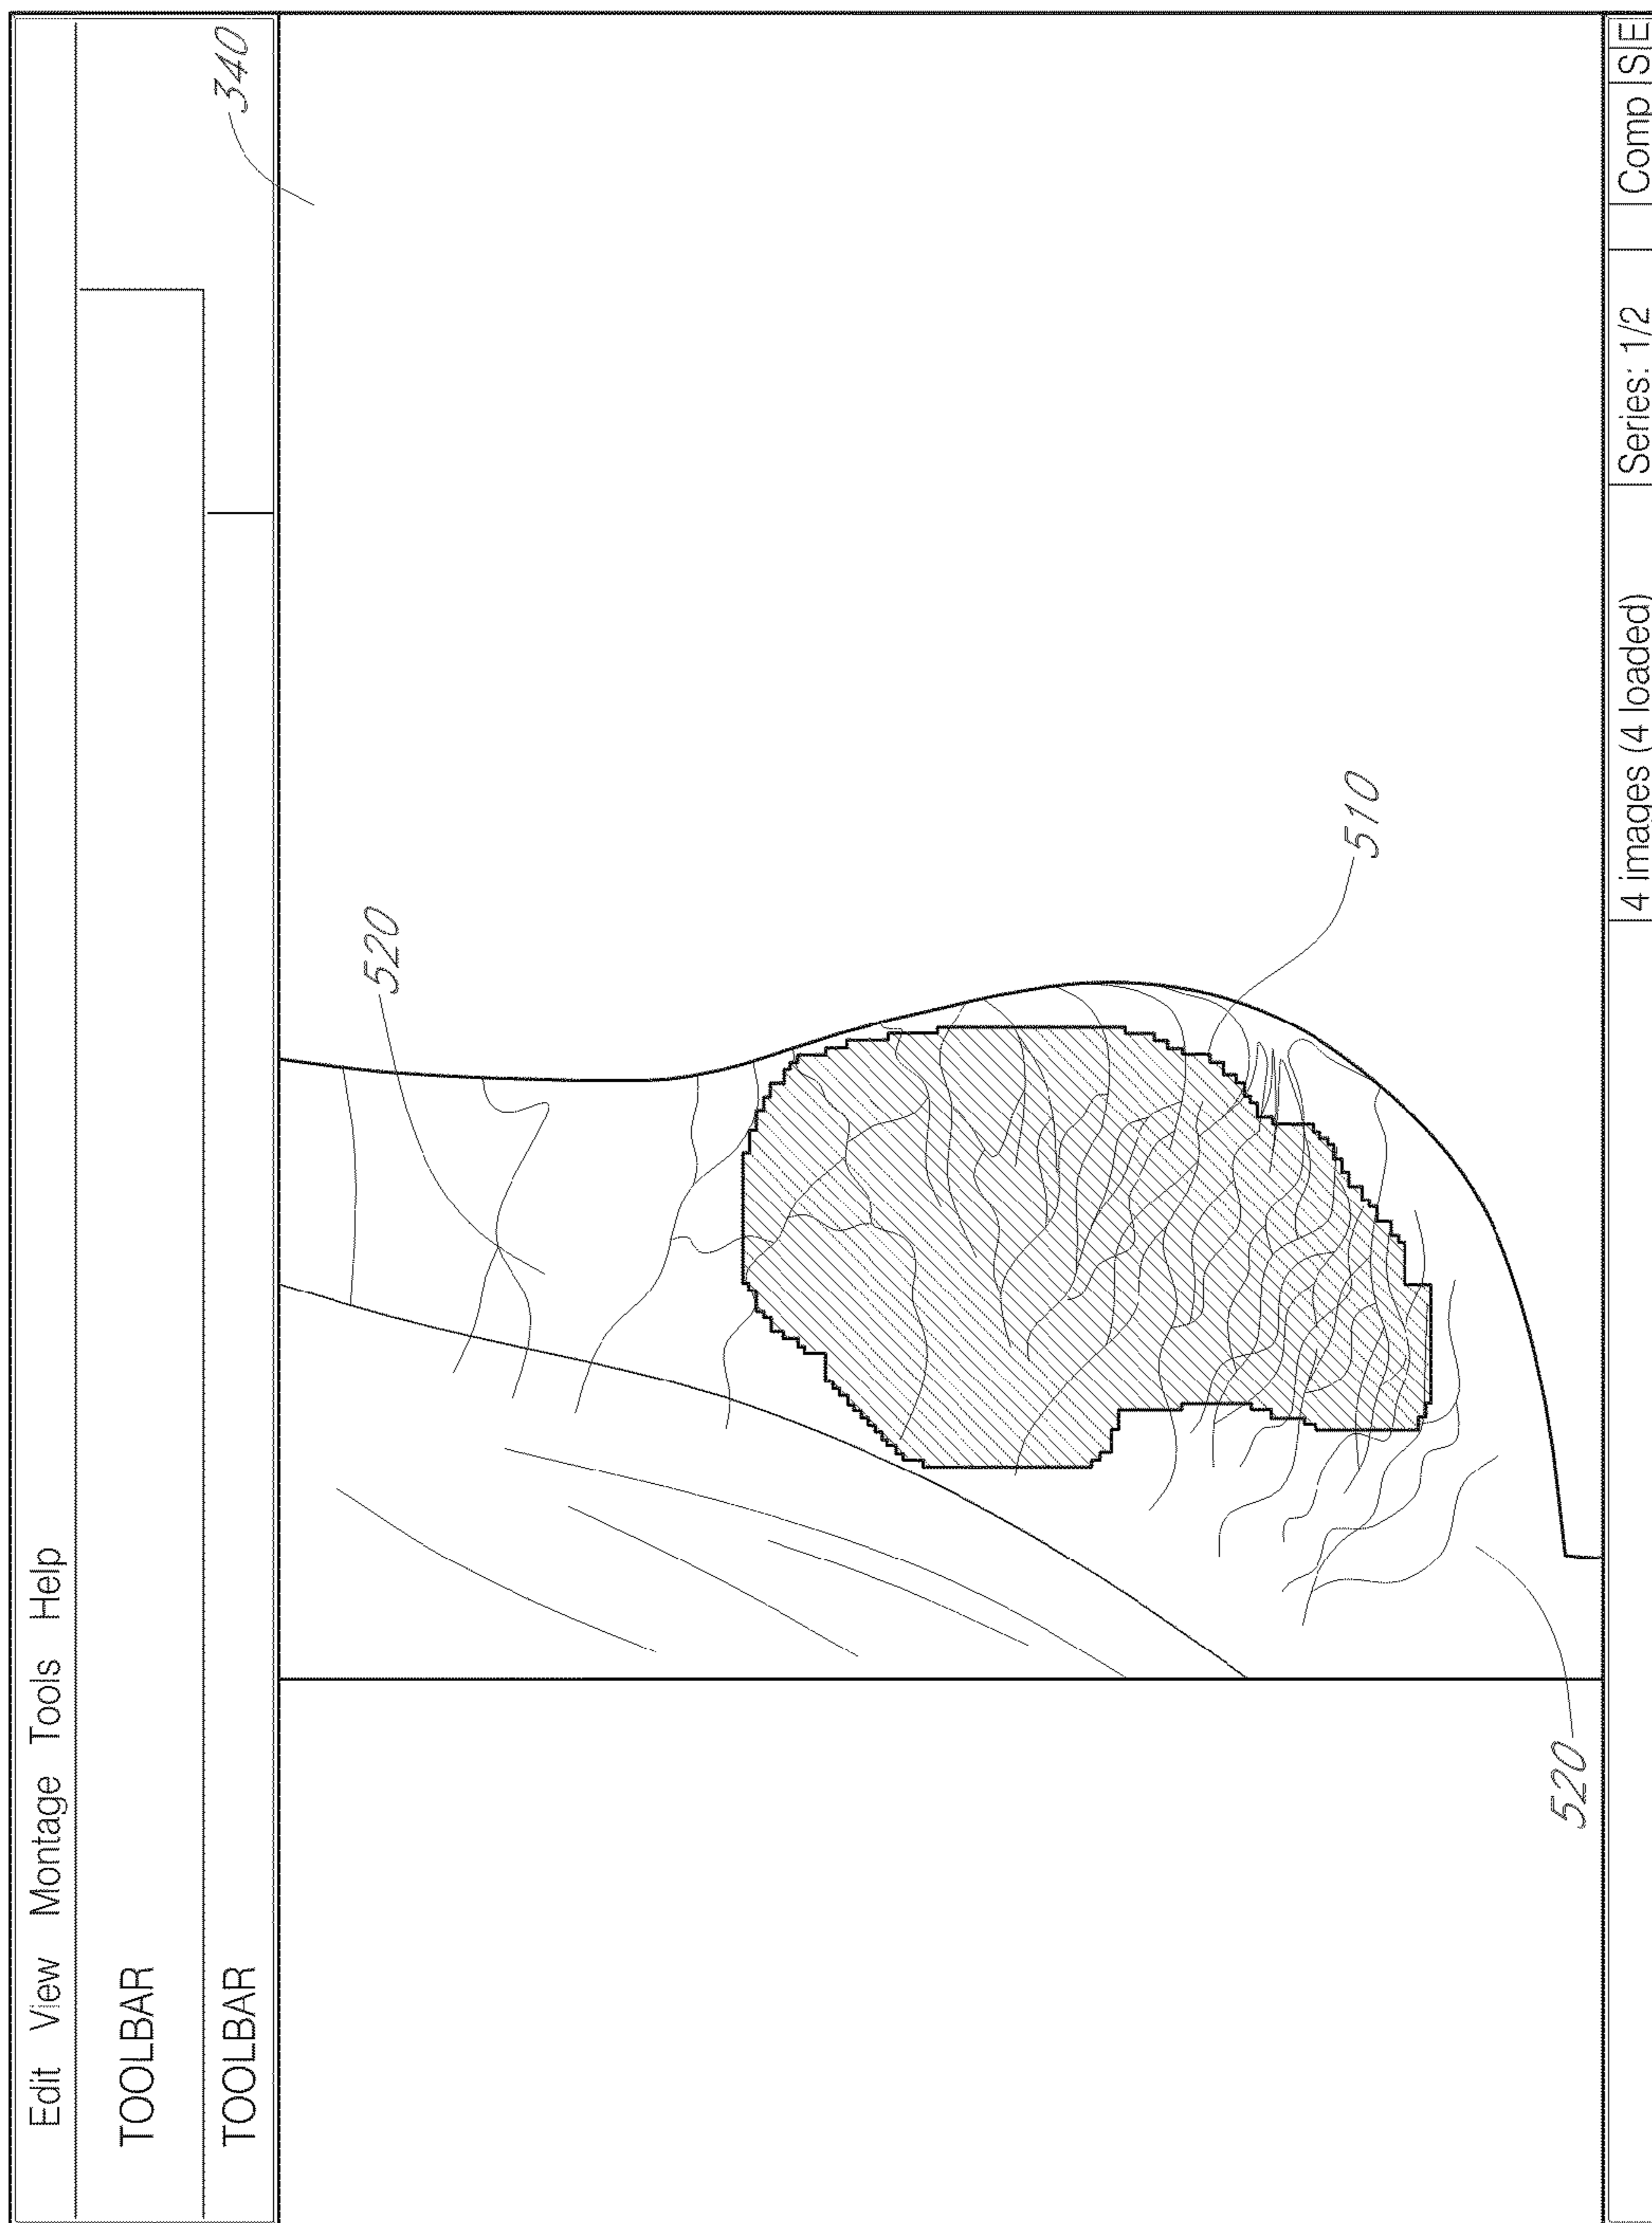 Edit View Montage Tools Help
TOOLBAR
TOOLBAR
340
520
510
520
4 images (4 loaded)
Series: 1/2
Comp
S
E